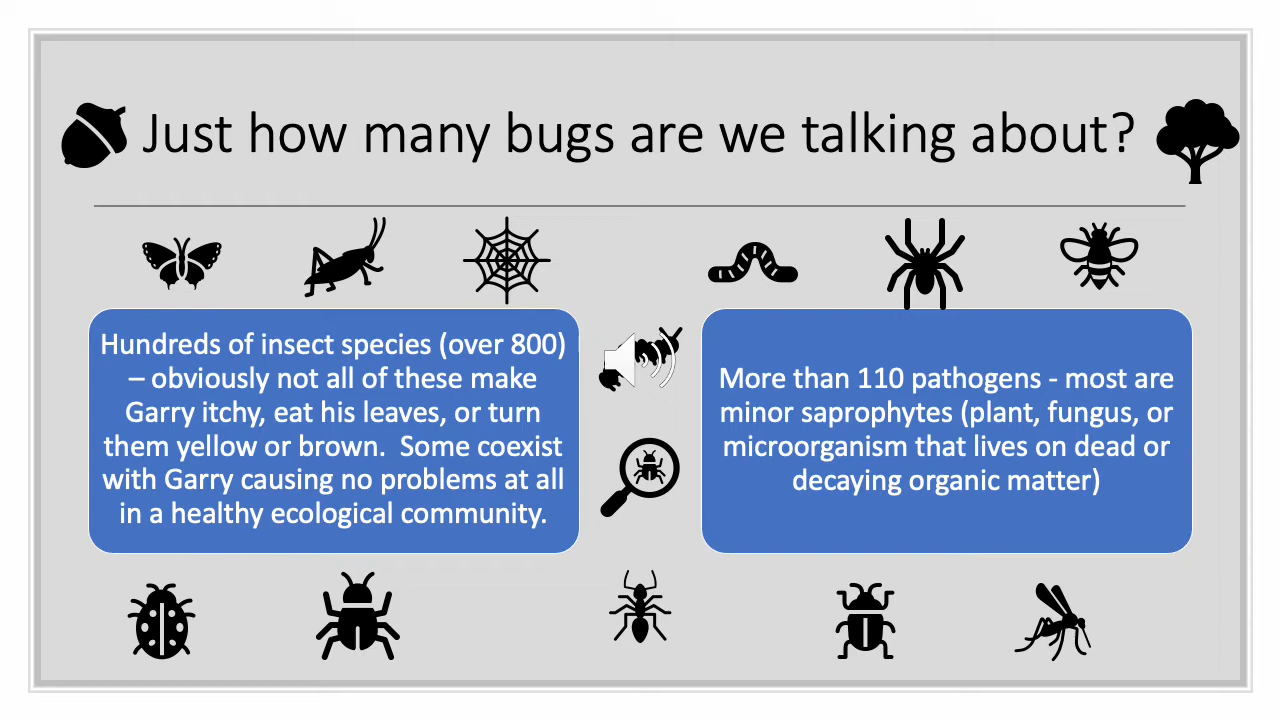 Just how many bugs are we talking about?
Hundreds of insect species (over 800)
– obviously not all of these make
Garry itchy, eat his leaves, or turn
them yellow or brown.  Some coexist
with Garry causing no problems at all
in a healthy ecological community.
More than 110 pathogens - most are
minor saprophytes (plant, fungus, or
microorganism that lives on dead or
decaying organic matter)